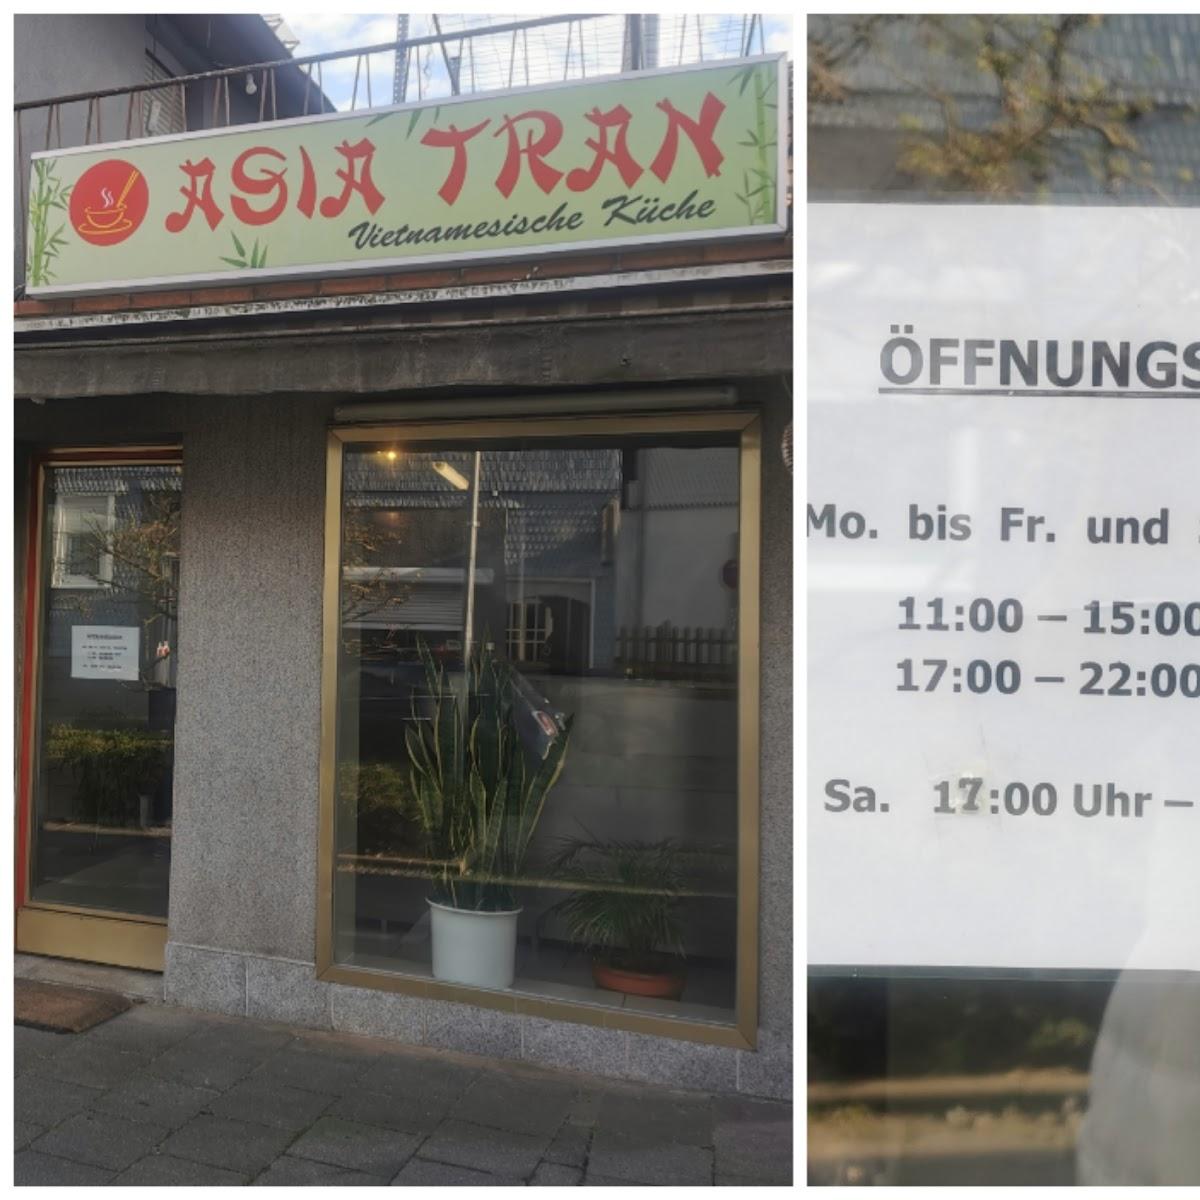 ASIA TRAN
Vietnamesische Küche
ÖFFNUNGS
Mo. bis Fr. und
11:00 – 15:00
17:00 – 22:00
Sa. 17:00 Uhr –